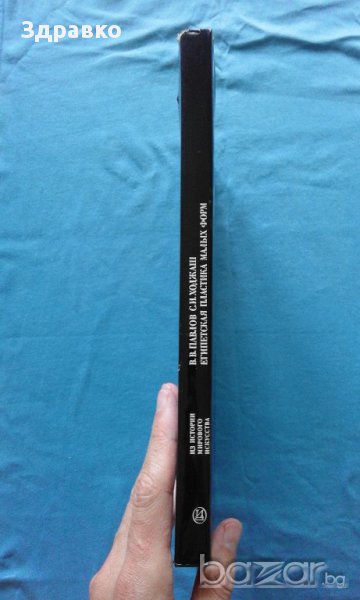 Здравко
В.В.ПАВЛОВ С.И.ХОДЖАШ
ЕГИПЕТСКАЯ ПЛАСТИКА МАЛЫХ ФОРМ
ИЗ ИСТОРИИ
МИРОВОГО
ИСКУССТВА
bazar.bg